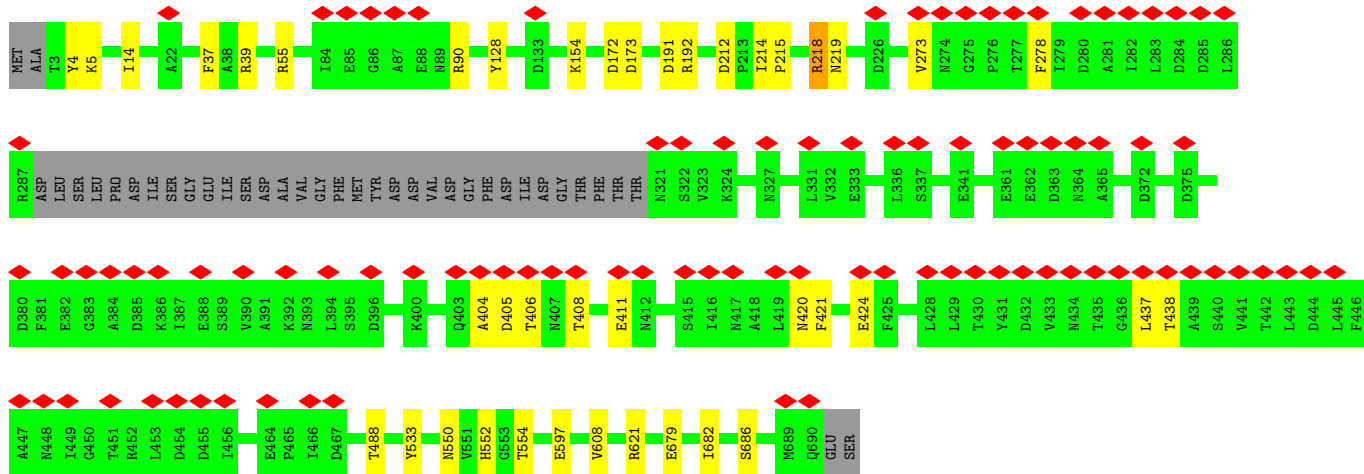 MET ALA T3 Y4 K5 I14 A22 F37 A38 R39 R55 I84 E85 G86 A87 E88 N89 R90 Y128 D133 K154 D172 D173 D191 R192 D212 P213 I214 P215 R218 N219 D226 V273 N274 G275 P276 T277 F278 I279 D280 A281 I282 L283 D284 D285 L286
R287 ASP LEU SER LEU PRO ASP ILE SER GLY GLU ILE SER ASP ALA VAL GLY PHE MET TYR ASP ASP VAL ASP GLY PHE ASP ILE ASP GLY THR PHE THR THR N321 S322 V323 K324 N327 L331 V332 E333 L336 S337 E341 E361 E362 D363 N364 A365 D372 D375
D380 F381 E382 G383 A384 D385 K386 I387 E388 S389 V390 A391 K392 N393 L394 S395 D396 K400 Q403 A404 D405 T406 N407 T408 E411 N412 S415 I416 N417 A418 L419 N420 F421 E424 F425 L428 L429 T430 Y431 D432 V433 N434 T435 G436 L437 T438 A439 S440 V441 T442 L443 D444 L445 F446
A447 N448 I449 G450 T451 R452 L453 D454 D455 I456 E464 P465 I466 D467 T488 Y533 N550 V551 H552 G553 T554 E597 V608 R621 E679 I682 S686 M689 Q690 GLU SER